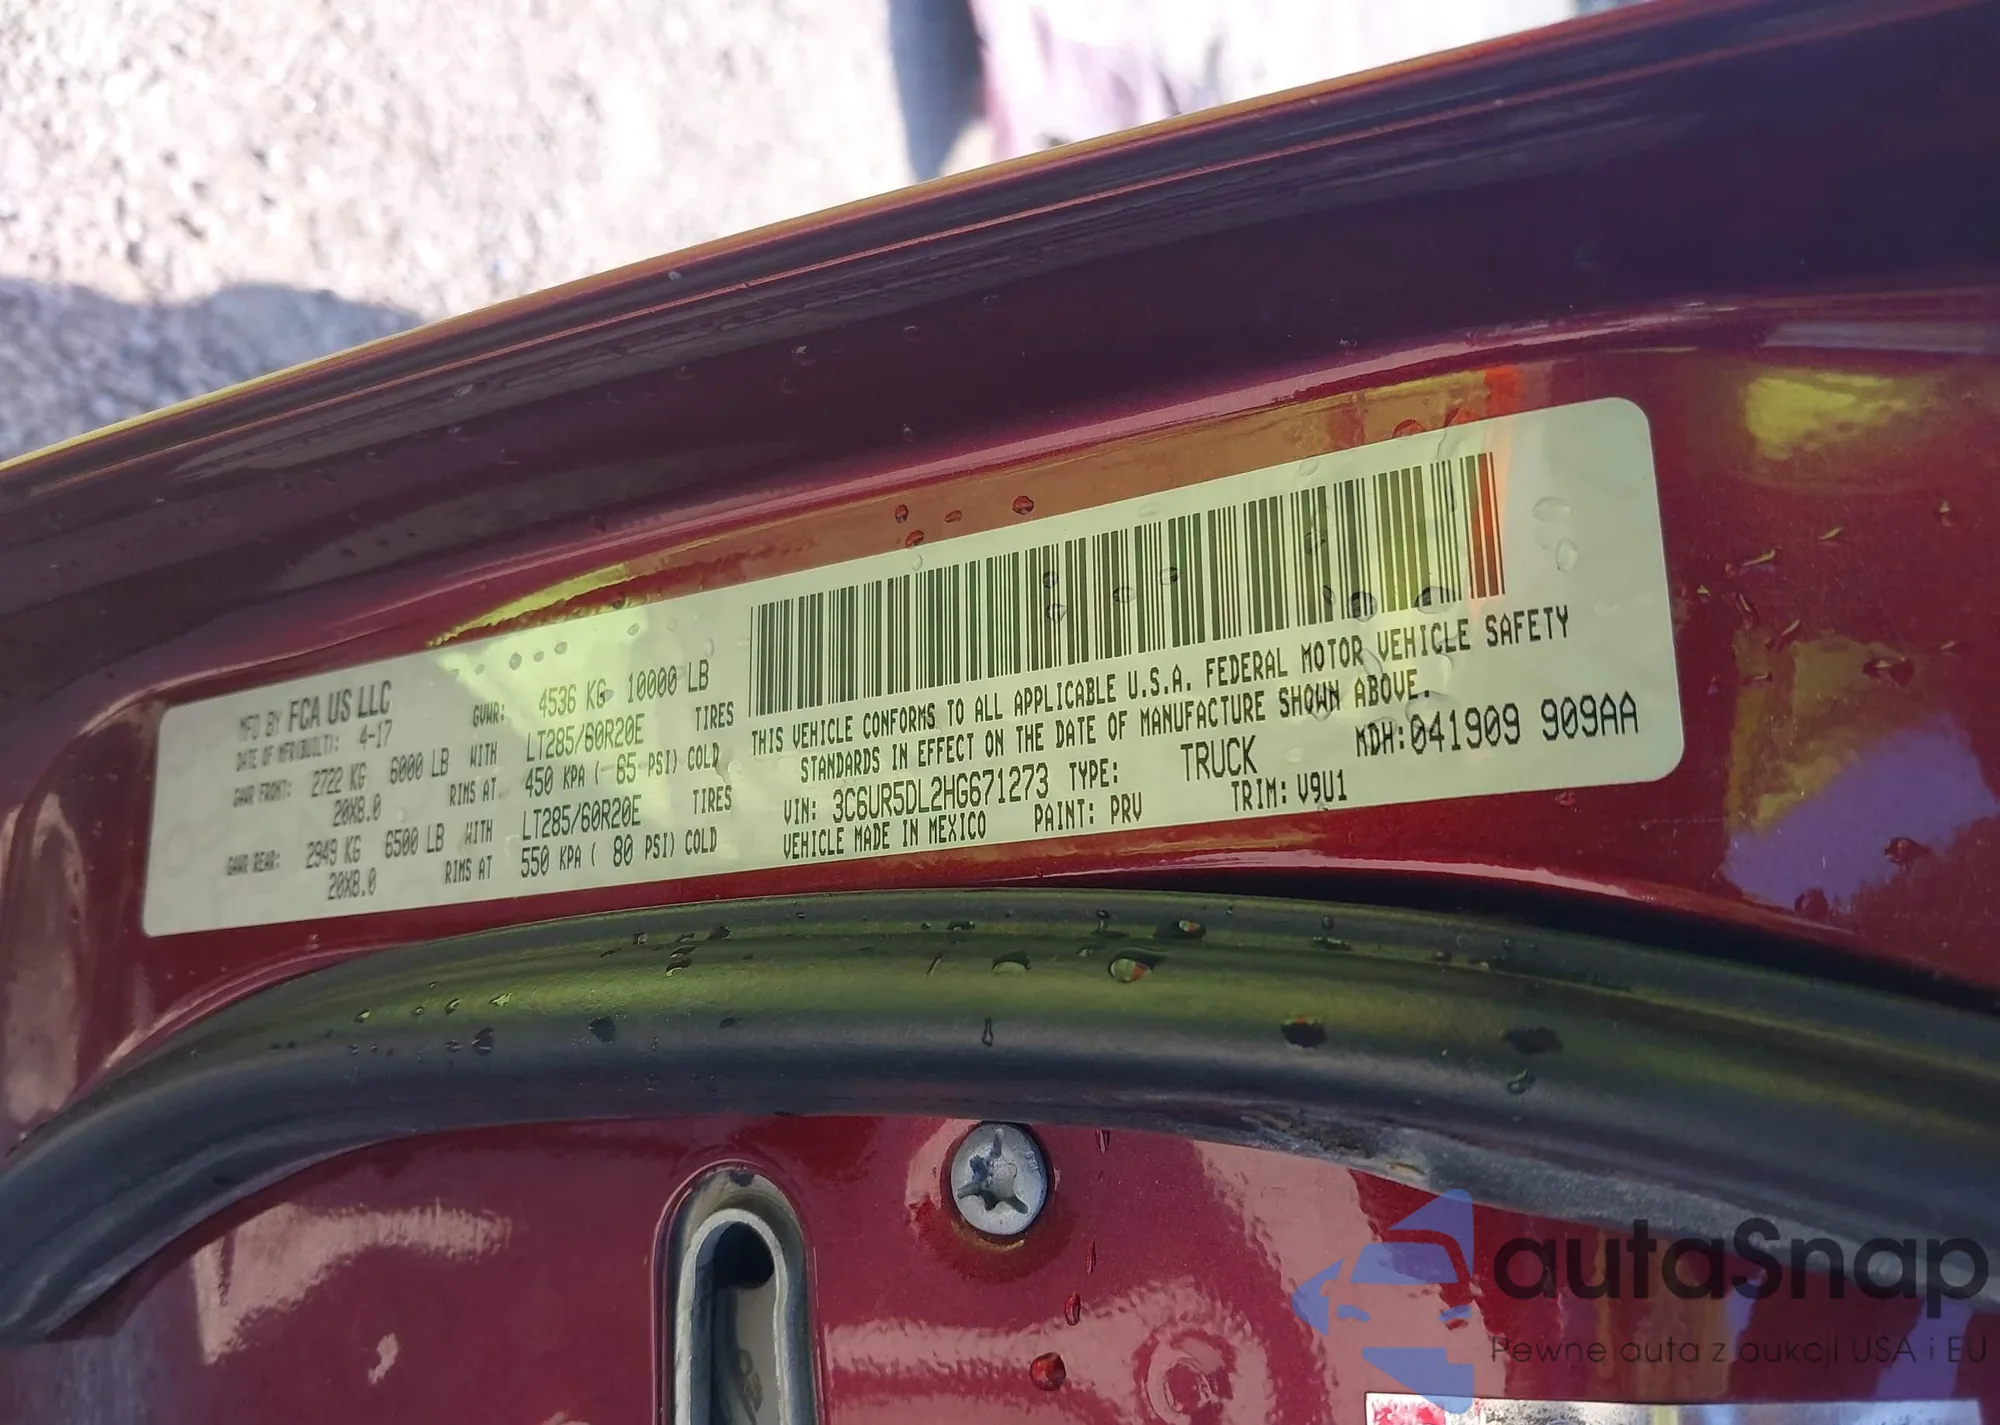 MFD BY FCA US LLC
DATE OF MFR(BUILT): 4-17 GVWR: 4536 KG 10000 LB
GAWR FRONT: 2722 KG 6000 LB WITH LT285/60R20E TIRES
20X8.0 RIMS AT 450 KPA ( 65 PSI) COLD
GAWR REAR: 2949 KG 6500 LB WITH LT285/60R20E TIRES
20X8.0 RIMS AT 550 KPA ( 80 PSI) COLD
THIS VEHICLE CONFORMS TO ALL APPLICABLE U.S.A. FEDERAL MOTOR VEHICLE SAFETY
STANDARDS IN EFFECT ON THE DATE OF MANUFACTURE SHOWN ABOVE.
VIN: 3C6UR5DL2HG671273 TYPE: TRUCK MDH:041909 909AA
VEHICLE MADE IN MEXICO PAINT: PRV TRIM: V9U1
autaSnap
Pewne auta z aukcji USA i EU